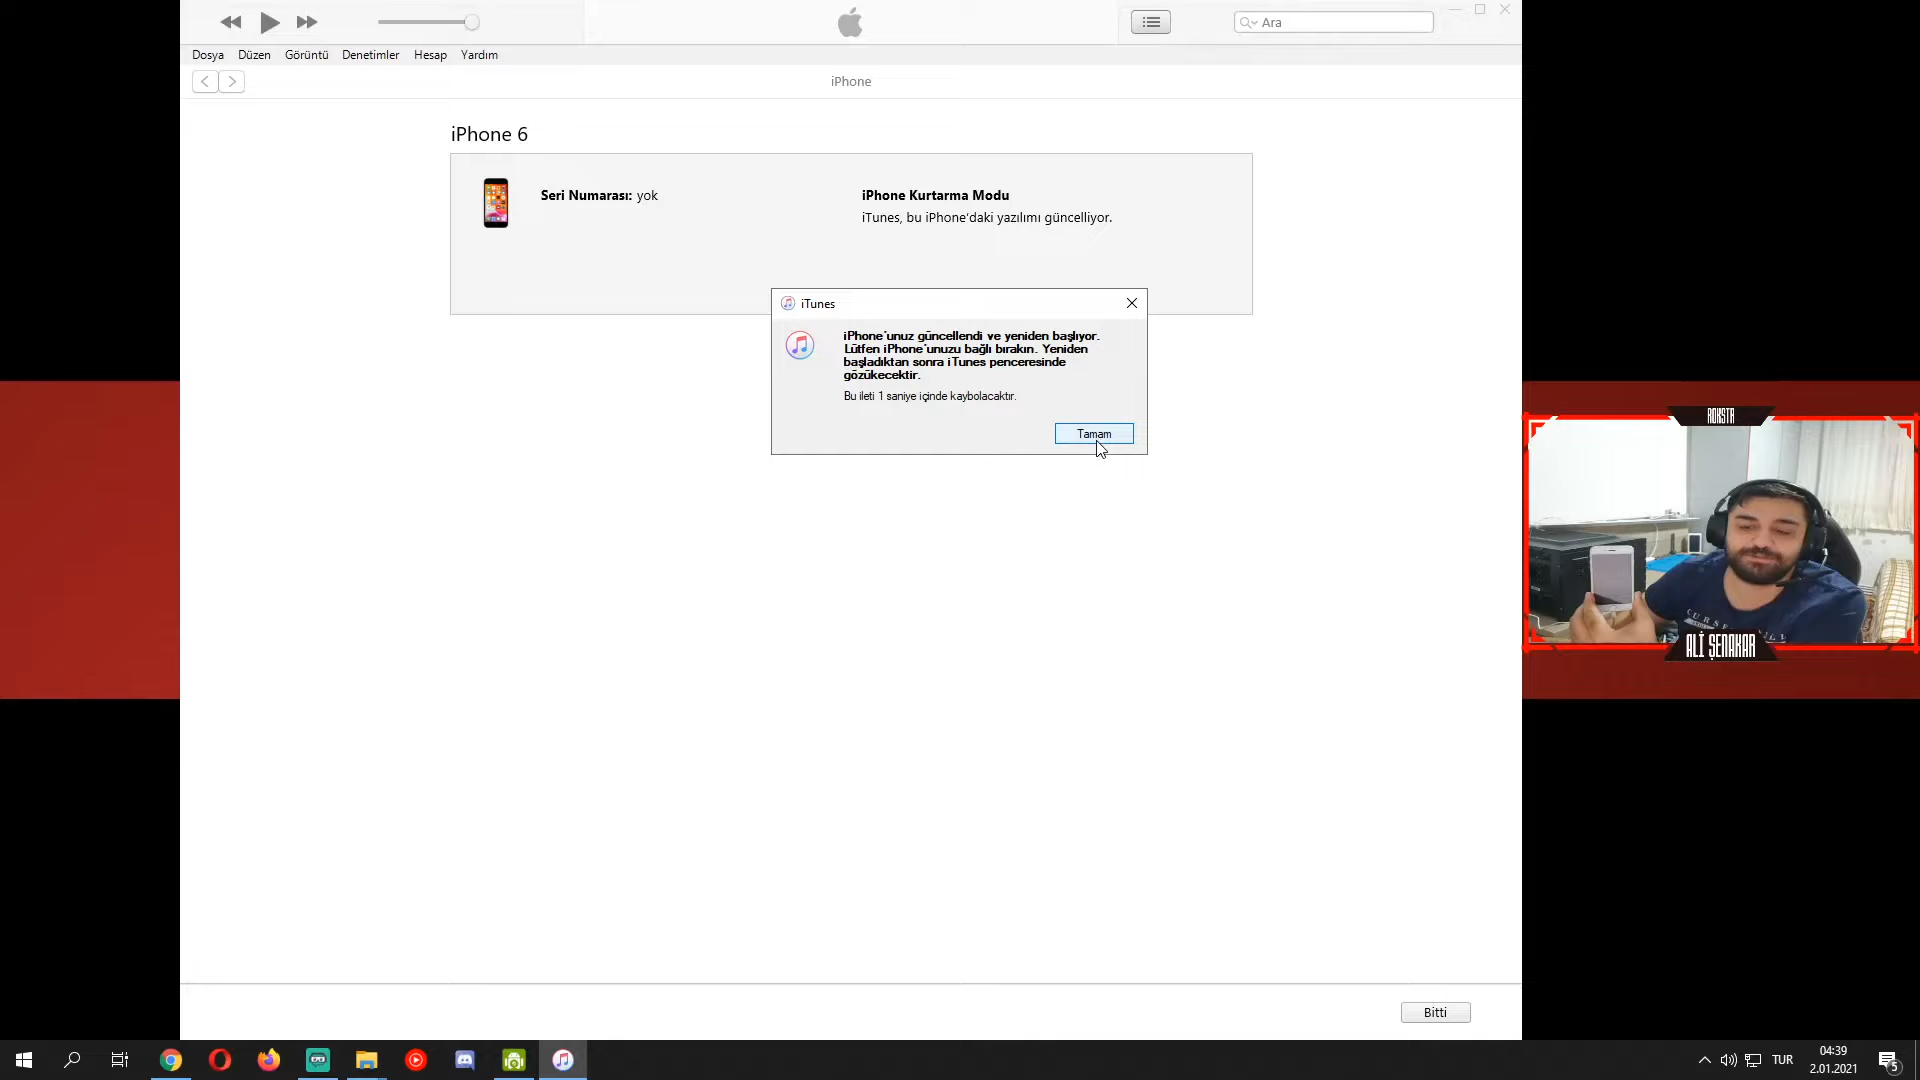 Ara
Dosya Düzen Görüntü Denetimler Hesap Yardım
iPhone
iPhone 6
Seri Numarası: yok
iPhone Kurtarma Modu
iTunes, bu iPhone'daki yazılımı güncelliyor.
iTunes
iPhone'unuz güncellendi ve yeniden başlıyor.
Lütfen iPhone'unuzu bağlı bırakın. Yeniden
başladıktan sonra iTunes penceresinde
gözükecektir.
Bu ileti 1 saniye içinde kaybolacaktır.
Tamam
ROKSTR
ALİ ŞENAKAR
Bitti
TUR
04:39
2.01.2021
5